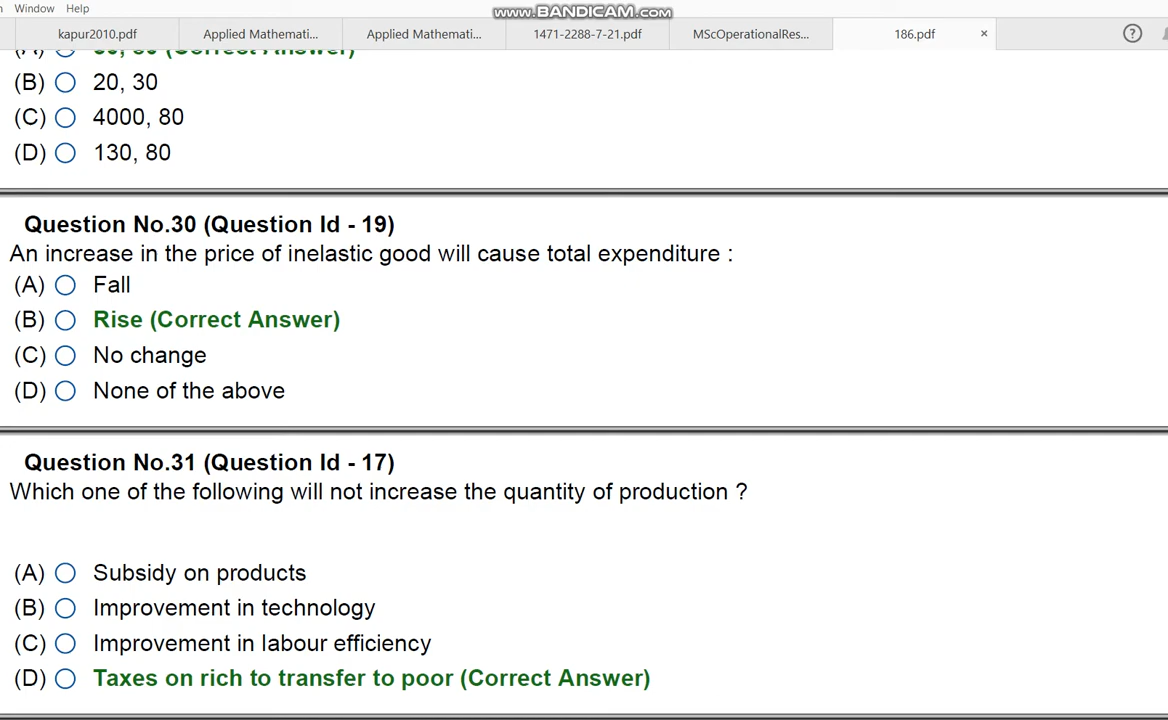 Window Help
www.BANDICAM.com
kapur2010.pdf
Applied Mathemati...
Applied Mathemati...
1471-2288-7-21.pdf
MScOperationalRes...
186.pdf
×
?
(B) 20, 30
(C) 4000, 80
(D) 130, 80
Question No.30 (Question Id - 19)
An increase in the price of inelastic good will cause total expenditure :
(A) Fall
(B) Rise (Correct Answer)
(C) No change
(D) None of the above
Question No.31 (Question Id - 17)
Which one of the following will not increase the quantity of production ?
(A) Subsidy on products
(B) Improvement in technology
(C) Improvement in labour efficiency
(D) Taxes on rich to transfer to poor (Correct Answer)